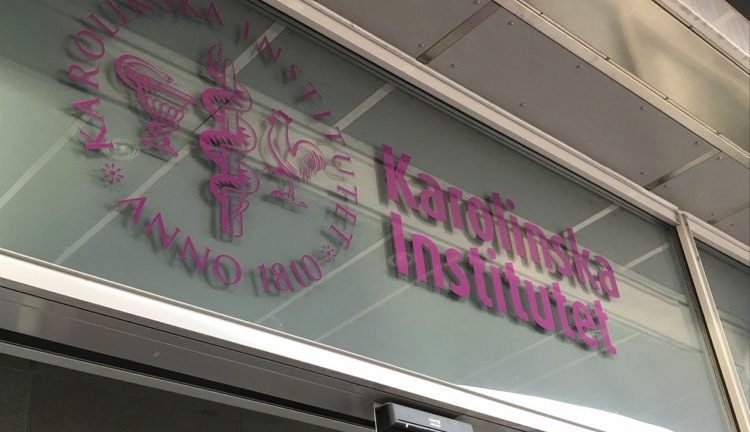 KAROLINSKA INSTITUTET
* ANNO 1810 *
Karolinska
Institutet